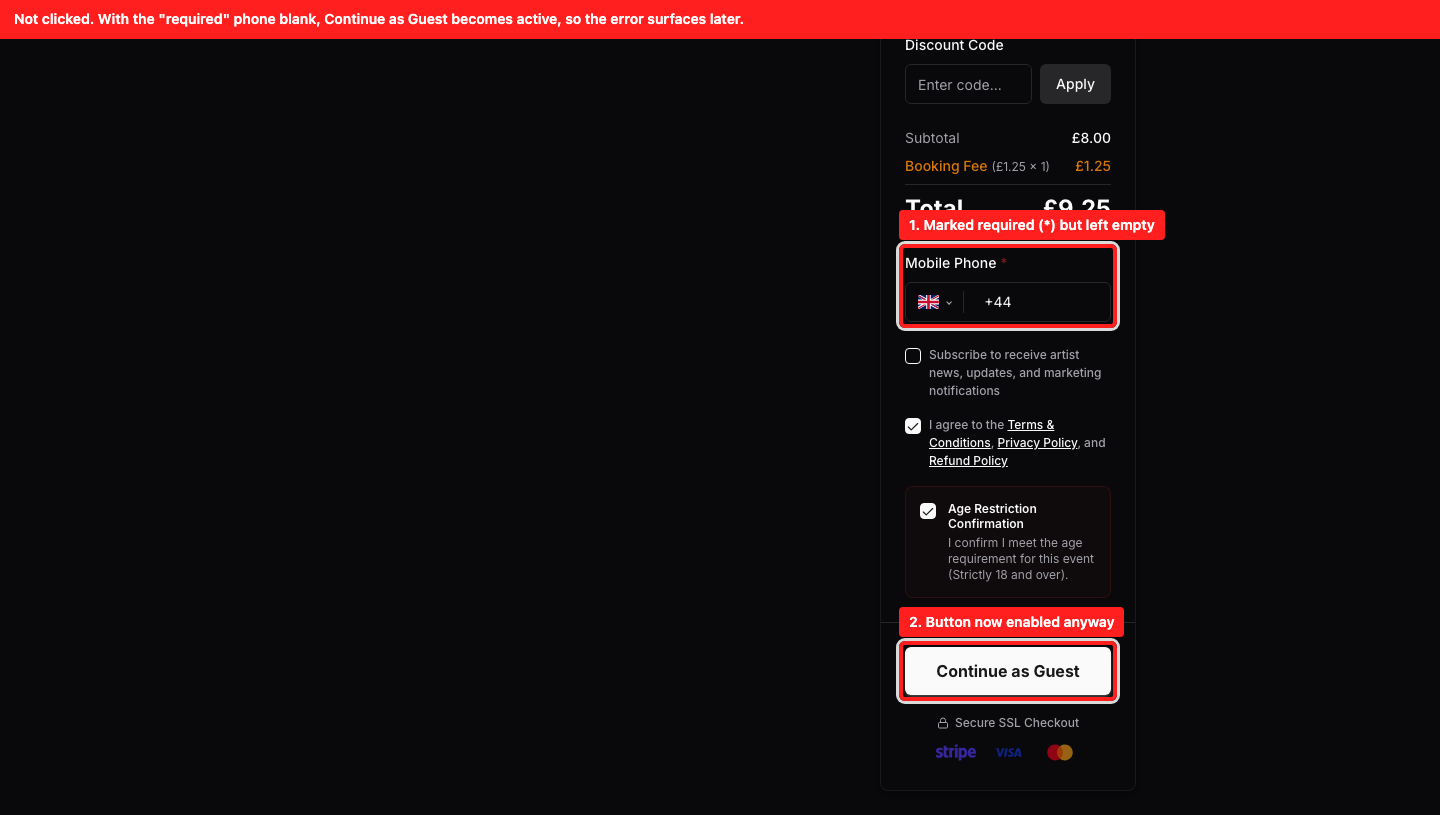 Not clicked. With the "required" phone blank, Continue as Guest becomes active, so the error surfaces later.
Discount Code
Enter code...
Apply
Subtotal £8.00
Booking Fee (£1.25 × 1) £1.25
Total £9.25
1. Marked required (*) but left empty
Mobile Phone *
+44
Subscribe to receive artist
news, updates, and marketing
notifications
I agree to the Terms &
Conditions, Privacy Policy, and
Refund Policy
Age Restriction
Confirmation
I confirm I meet the age
requirement for this event
(Strictly 18 and over).
2. Button now enabled anyway
Continue as Guest
Secure SSL Checkout
stripe VISA